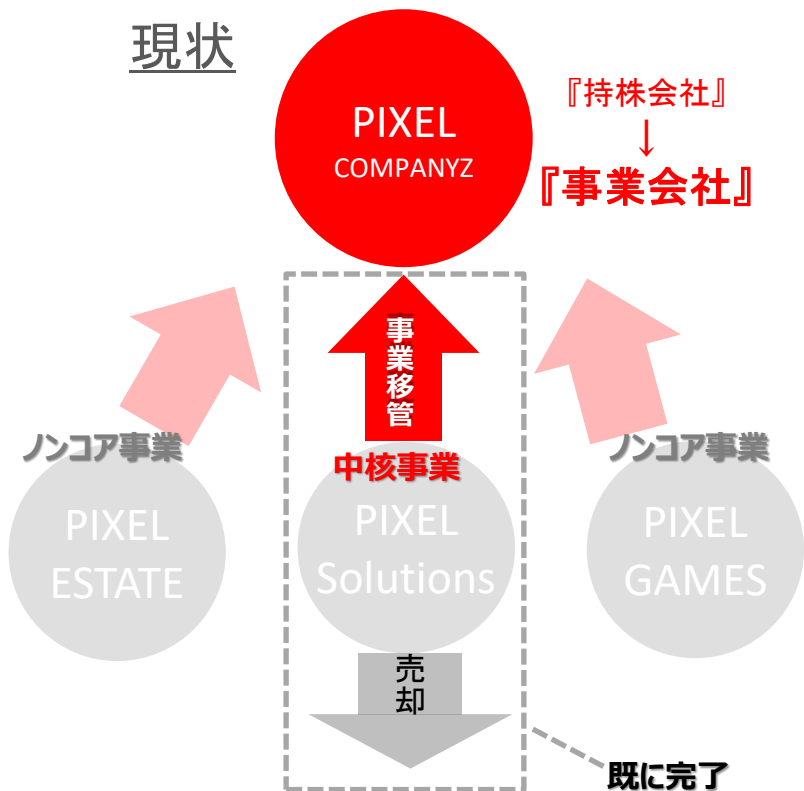 現状
PIXEL
COMPANYZ
『持株会社』
↓
『事業会社』
事業移管
ノンコア事業
中核事業
ノンコア事業
PIXEL
ESTATE
PIXEL
Solutions
PIXEL
GAMES
売却
既に完了